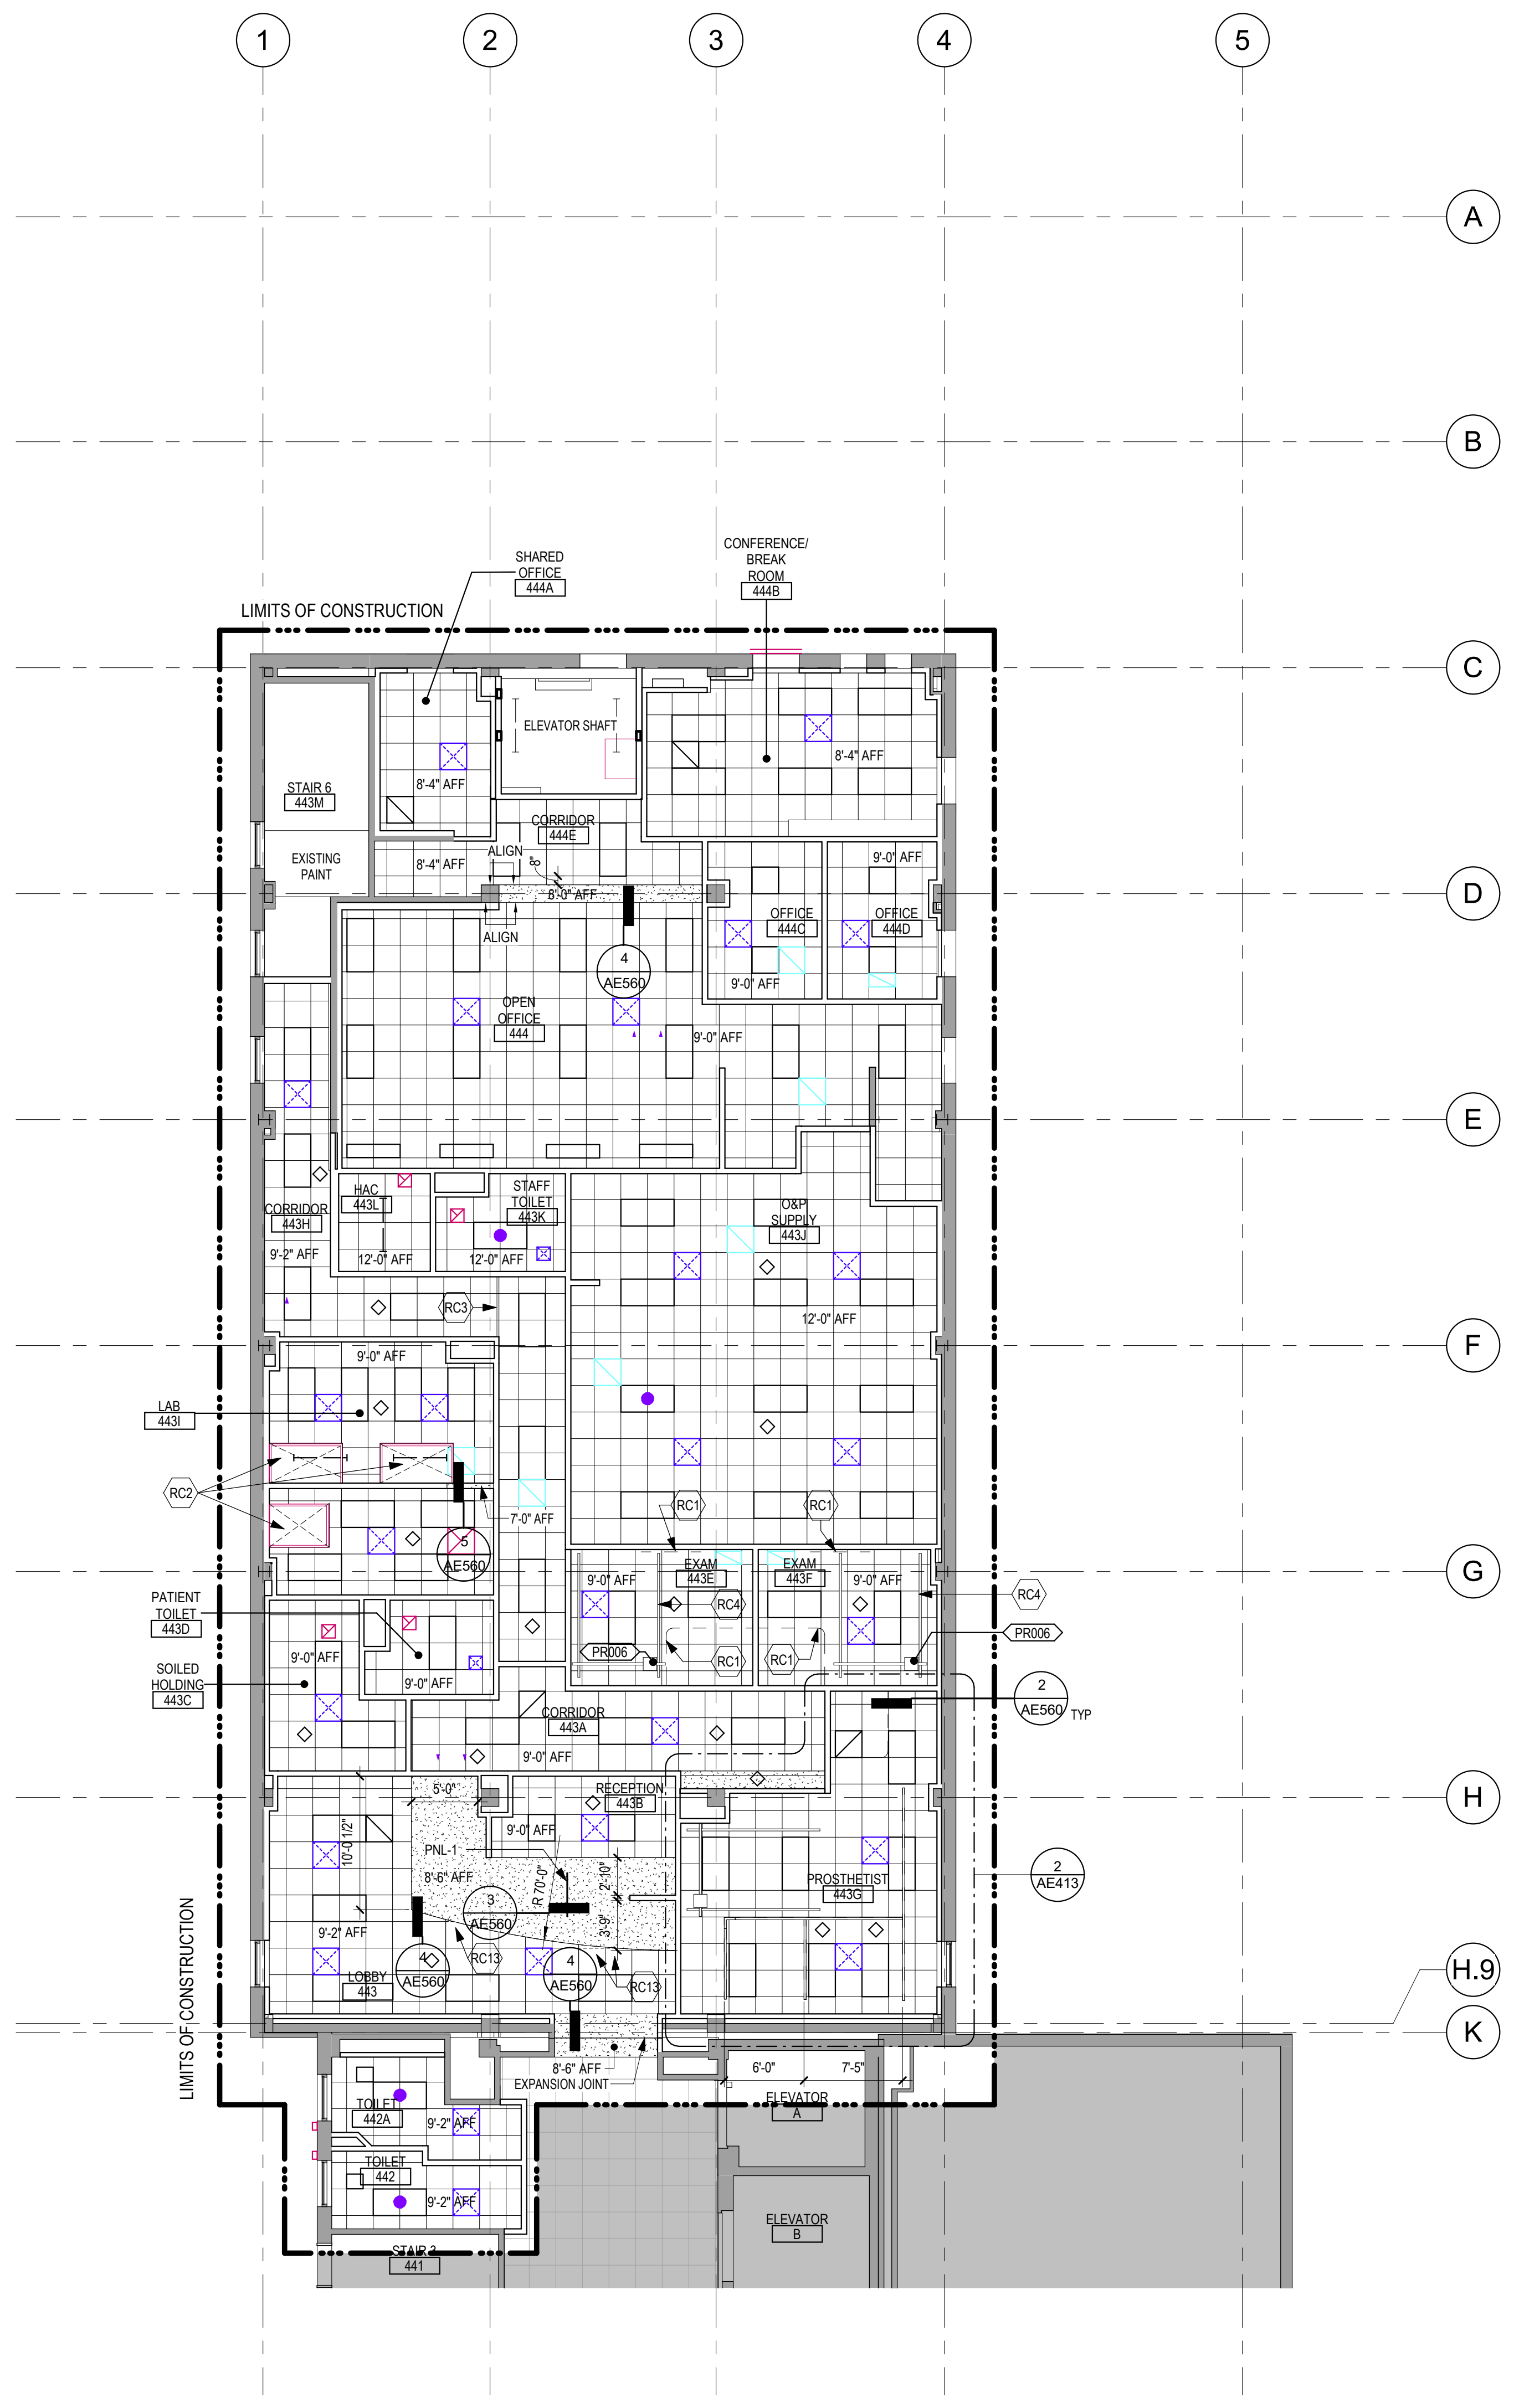 1
2
3
4
5
A
B
CONFERENCE/
BREAK
ROOM
444B
SHARED
OFFICE
444A
LIMITS OF CONSTRUCTION
C
ELEVATOR SHAFT
8'-4" AFF
8'-4" AFF
STAIR 6
443M
CORRIDOR
444E
EXISTING
PAINT
8'-4" AFF
ALIGN
8"
9'-0" AFF
D
8'-0" AFF
OFFICE
444C
OFFICE
444D
ALIGN
4
AE560
9'-0" AFF
OPEN
OFFICE
444
9'-0" AFF
E
HAC
443L
STAFF
TOILET
443K
O&P
SUPPLY
443J
CORRIDOR
443H
9'-2" AFF
12'-0" AFF
12'-0" AFF
RC3
12'-0" AFF
F
9'-0" AFF
LAB
443I
RC2
7'-0" AFF
RC1
RC1
5
AE560
EXAM
443E
EXAM
443F
G
9'-0" AFF
9'-0" AFF
RC4
RC4
PATIENT
TOILET
443D
PR006
PR006
RC1
RC1
9'-0" AFF
SOILED
HOLDING
443C
9'-0" AFF
2
AE560
TYP
CORRIDOR
443A
9'-0" AFF
5'-0"
RECEPTION
443B
H
10'-0 1/2"
9'-0" AFF
PNL-1
8'-6" AFF
R 70'-0"
2'-10"
PROSTHETIST
443G
2
AE413
3
AE560
3'-9"
9'-2" AFF
RC13
4
AE560
4
AE560
RC13
LOBBY
443
LIMITS OF CONSTRUCTION
H.9
K
8'-6" AFF
EXPANSION JOINT
6'-0"
7'-5"
ELEVATOR
A
TOILET
442A
9'-2" AFF
TOILET
442
9'-2" AFF
ELEVATOR
B
STAIR 3
441